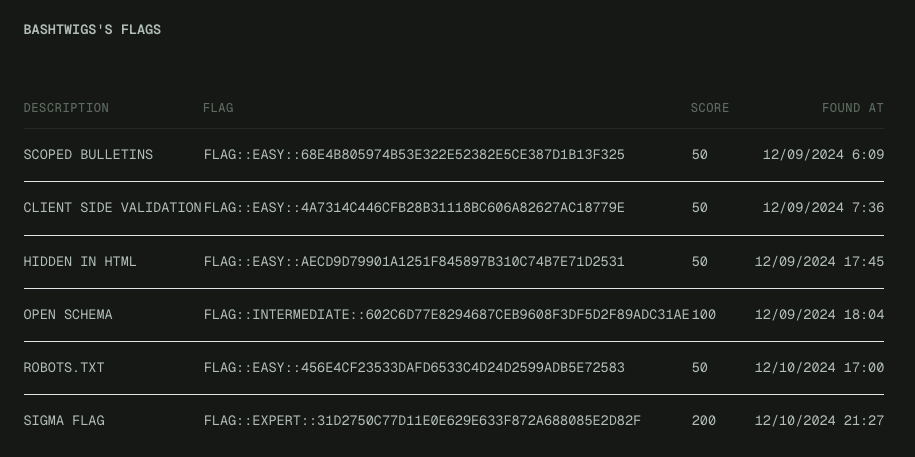 BASHTWIGS'S FLAGS
DESCRIPTION FLAG SCORE FOUND AT
SCOPED BULLETINS FLAG::EASY::68E4B805974B53E322E52382E5CE387D1B13F325 50 12/09/2024 6:09
CLIENT SIDE VALIDATION FLAG::EASY::4A7314C446CFB28B31118BC606A82627AC18779E 50 12/09/2024 7:36
HIDDEN IN HTML FLAG::EASY::AECD9D79901A1251F845897B310C74B7E71D2531 50 12/09/2024 17:45
OPEN SCHEMA FLAG::INTERMEDIATE::602C6D77E8294687CEB9608F3DF5D2F89ADC31AE 100 12/09/2024 18:04
ROBOTS.TXT FLAG::EASY::456E4CF23533DAFD6533C4D24D2599ADB5E72583 50 12/10/2024 17:00
SIGMA FLAG FLAG::EXPERT::31D2750C77D11E0E629E633F872A688085E2D82F 200 12/10/2024 21:27